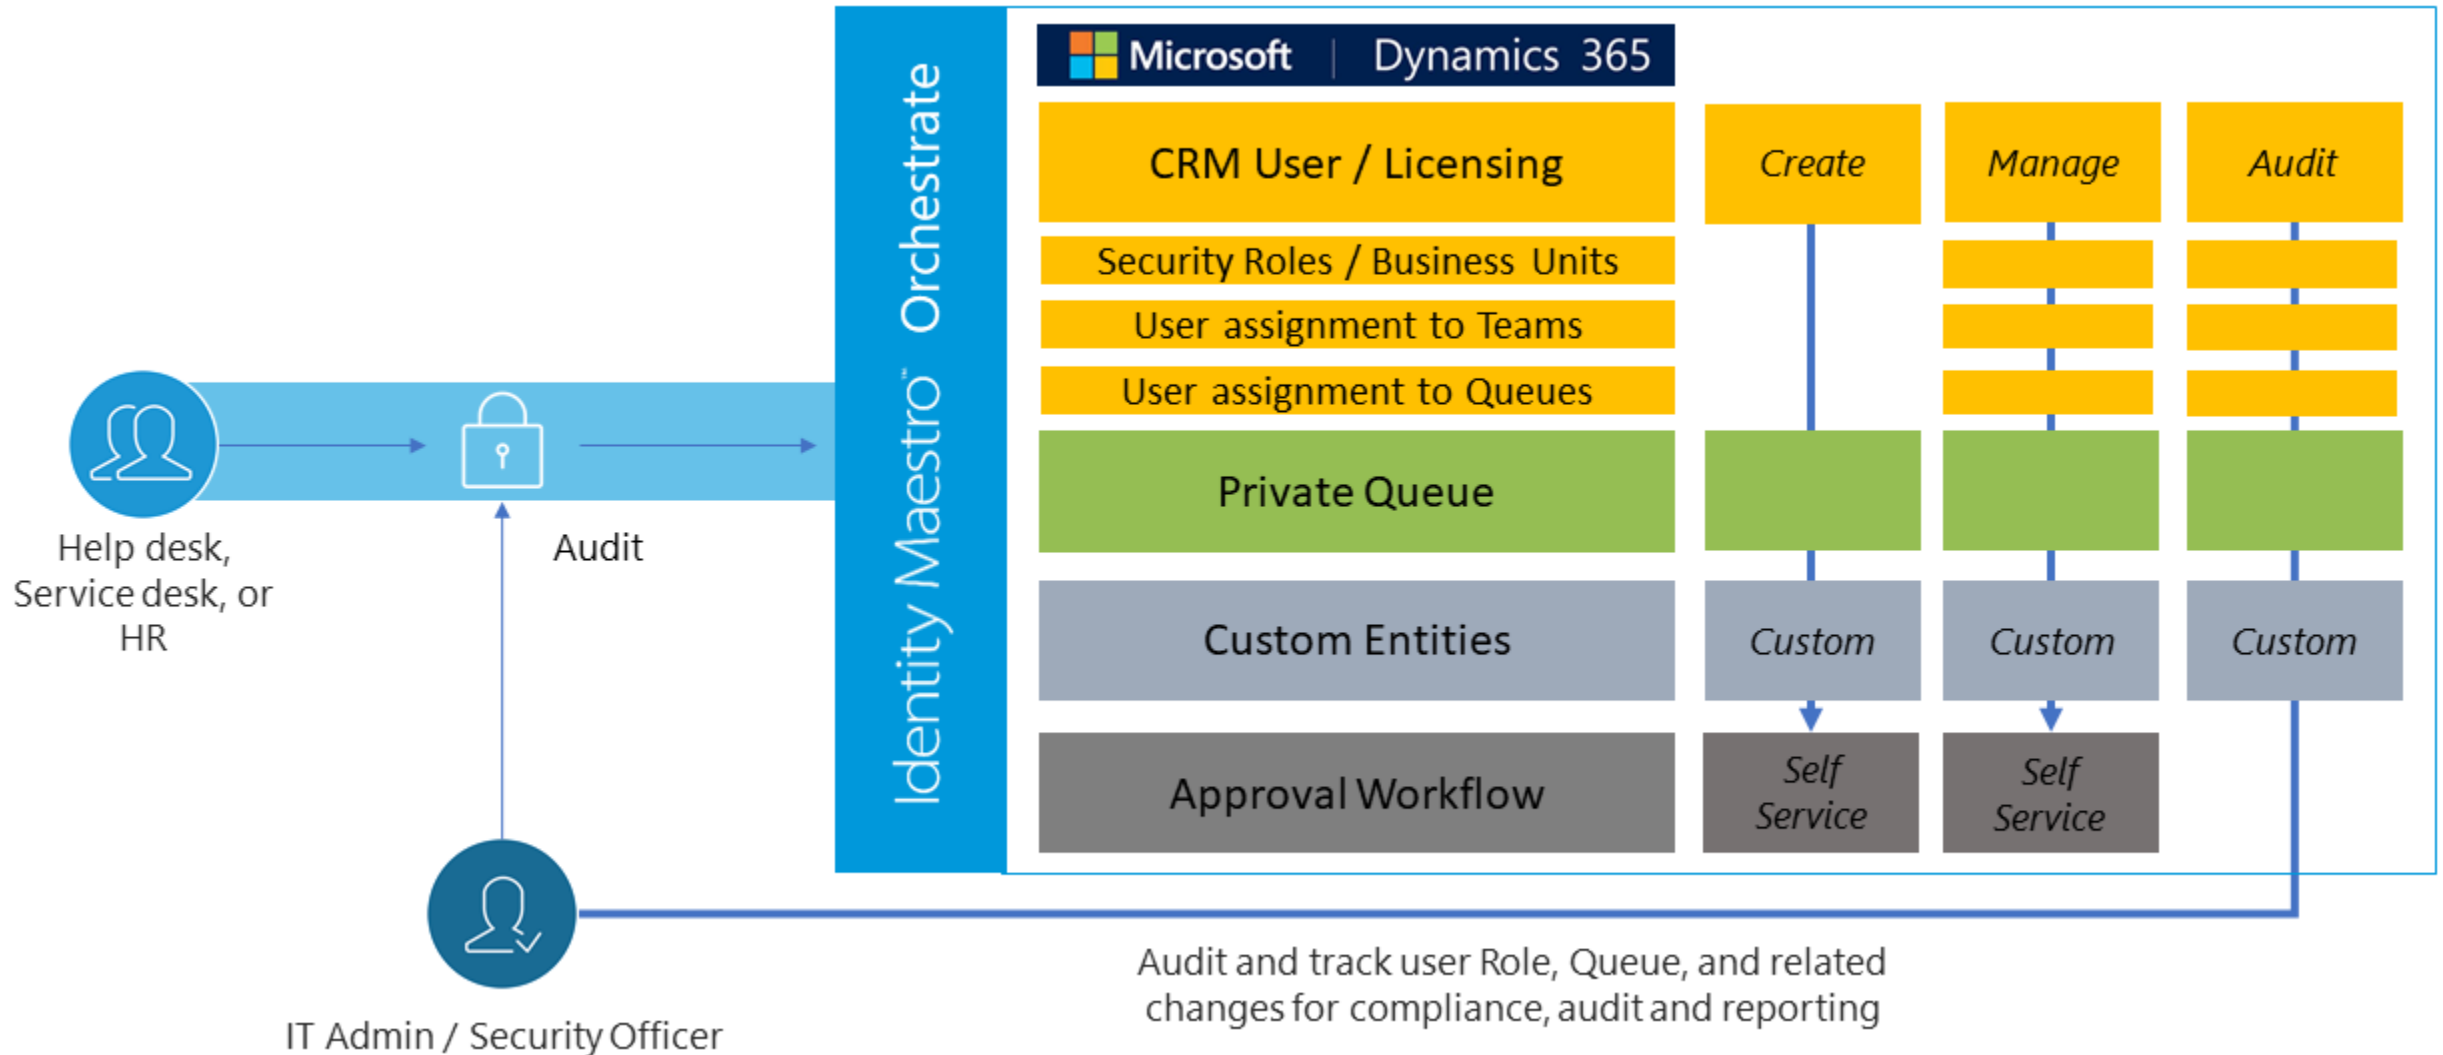 Microsoft | Dynamics 365
Identity Maestro™ Orchestrate
CRM User / Licensing
Create
Manage
Audit
Security Roles / Business Units
User assignment to Teams
User assignment to Queues
Private Queue
Custom Entities
Custom
Custom
Custom
Approval Workflow
Self
Service
Self
Service
Help desk,
Service desk, or
HR
Audit
IT Admin / Security Officer
Audit and track user Role, Queue, and related
changes for compliance, audit and reporting